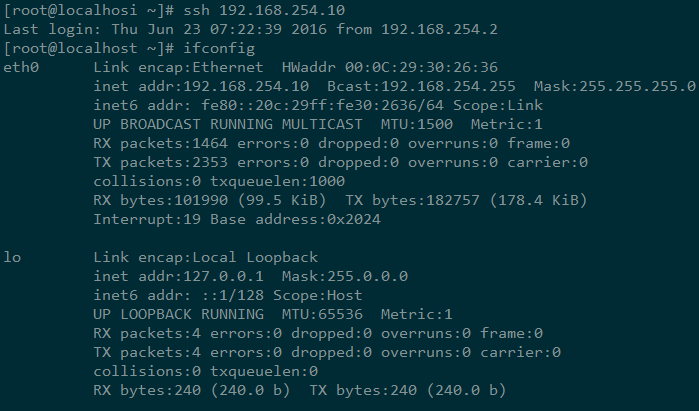 [root@localhosi ~]# ssh 192.168.254.10
Last login: Thu Jun 23 07:22:39 2016 from 192.168.254.2
[root@localhost ~]# ifconfig
eth0      Link encap:Ethernet  HWaddr 00:0C:29:30:26:36
          inet addr:192.168.254.10  Bcast:192.168.254.255  Mask:255.255.255.0
          inet6 addr: fe80::20c:29ff:fe30:2636/64 Scope:Link
          UP BROADCAST RUNNING MULTICAST  MTU:1500  Metric:1
          RX packets:1464 errors:0 dropped:0 overruns:0 frame:0
          TX packets:2353 errors:0 dropped:0 overruns:0 carrier:0
          collisions:0 txqueuelen:1000
          RX bytes:101990 (99.5 KiB)  TX bytes:182757 (178.4 KiB)
          Interrupt:19 Base address:0x2024

lo        Link encap:Local Loopback
          inet addr:127.0.0.1  Mask:255.0.0.0
          inet6 addr: ::1/128 Scope:Host
          UP LOOPBACK RUNNING  MTU:65536  Metric:1
          RX packets:4 errors:0 dropped:0 overruns:0 frame:0
          TX packets:4 errors:0 dropped:0 overruns:0 carrier:0
          collisions:0 txqueuelen:0
          RX bytes:240 (240.0 b)  TX bytes:240 (240.0 b)